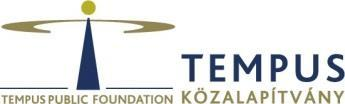 TEMPUS PUBLIC FOUNDATION
TEMPUS
KÖZALAPÍTVÁNY